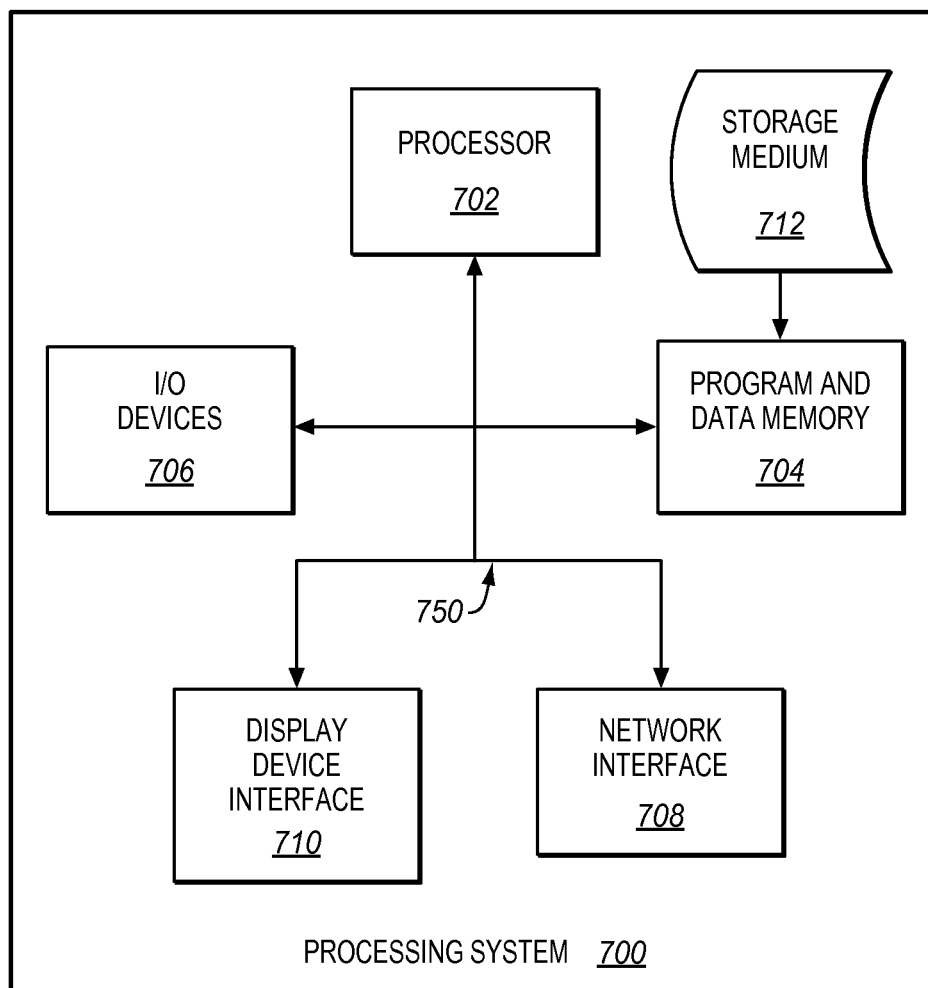 PROCESSOR
702
STORAGE
MEDIUM
712
I/O
DEVICES
706
PROGRAM AND
DATA MEMORY
704
750
DISPLAY
DEVICE
INTERFACE
710
NETWORK
INTERFACE
708
PROCESSING SYSTEM 700